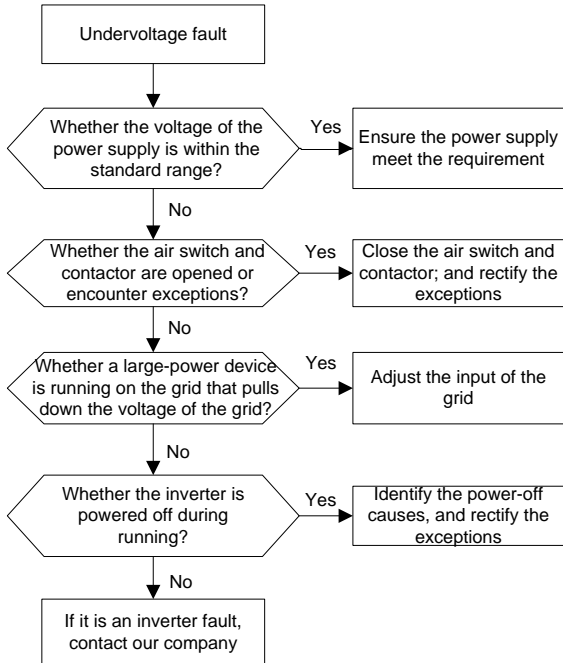 Undervoltage fault
Whether the voltage of the
power supply is within the
standard range?
Yes
Ensure the power supply
meet the requirement
No
Whether the air switch and
contactor are opened or
encounter exceptions?
Yes
Close the air switch and
contactor; and rectify the
exceptions
No
Whether a large-power device
is running on the grid that pulls
down the voltage of the grid?
Yes
Adjust the input of the
grid
No
Whether the inverter is
powered off during
running?
Yes
Identify the power-off
causes, and rectify the
exceptions
No
If it is an inverter fault,
contact our company